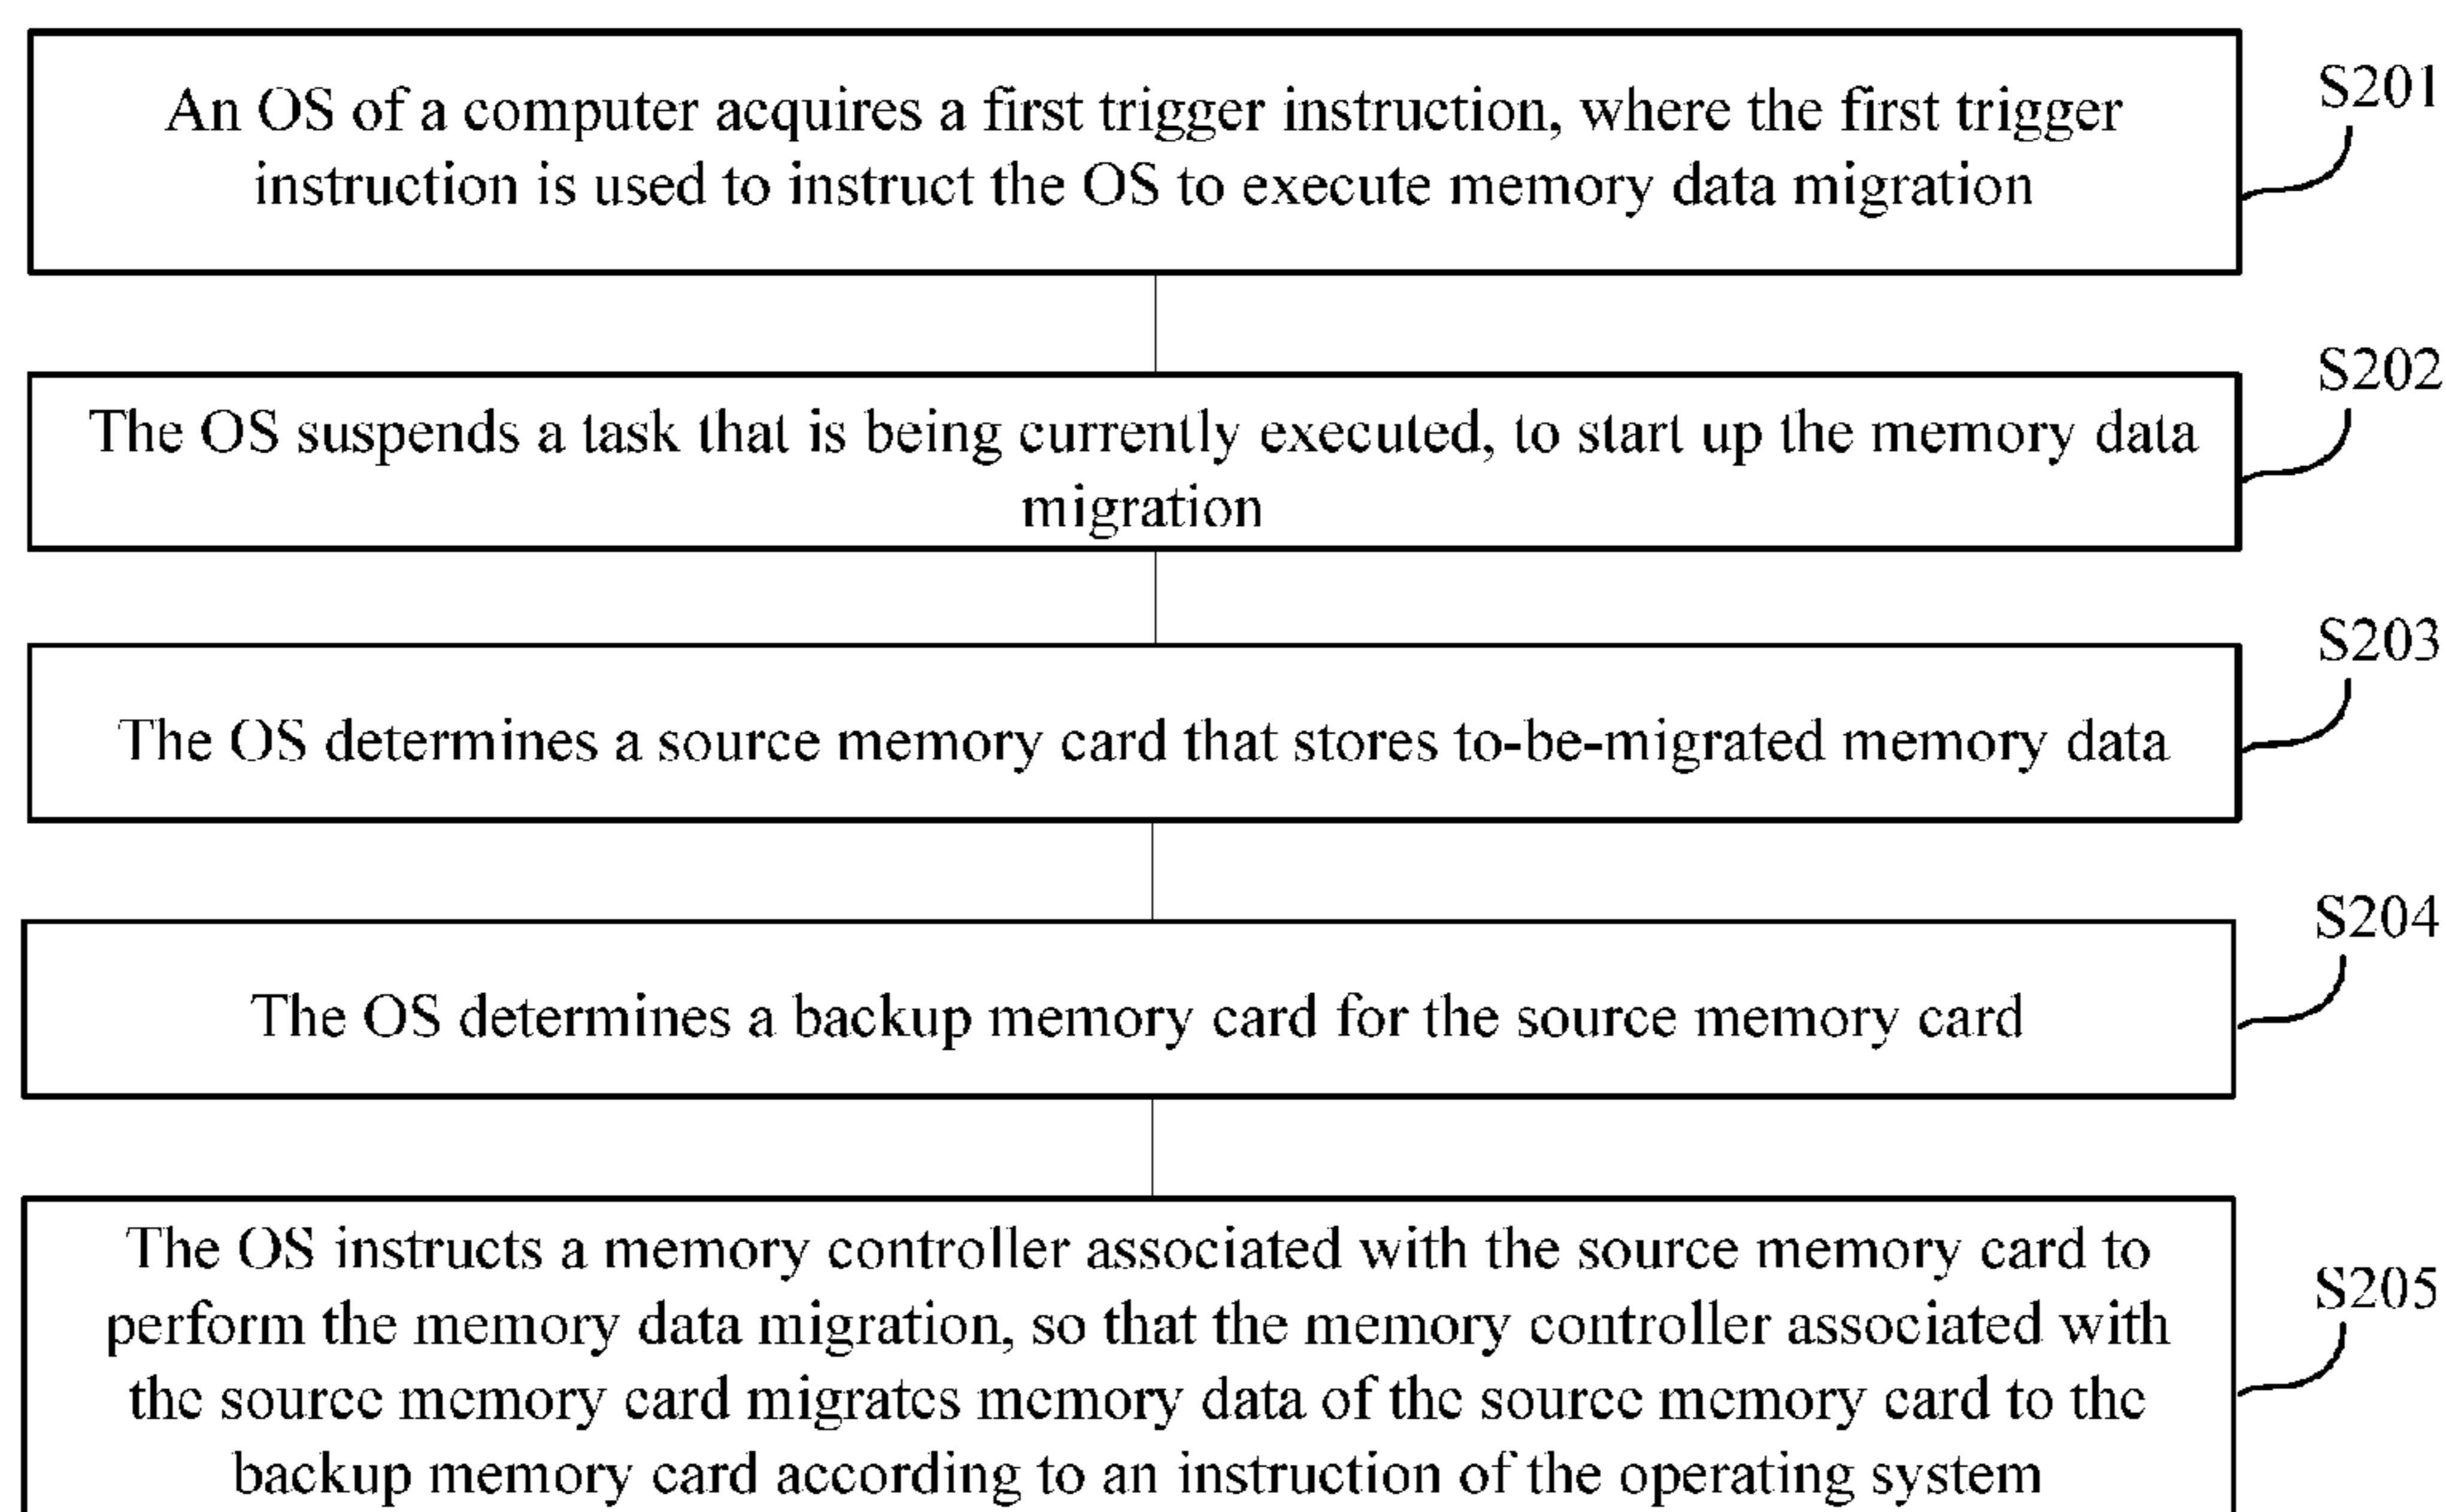 An OS of a computer acquires a first trigger
instruction, where the first trigger
instruction is used to instruct the OS to execute memory data migration
S201
The OS suspends a task that is being currently executed, to start up the memory data
migration
S202
The OS determines a source memory card that stores to-be-migrated memory data
S203
The OS determines a backup memory card for the source memory card
S204
The OS instructs a memory controller associated with the source memory card to
perform the memory data migration, so that the memory controller associated with
the source memory card migrates memory data of the source memory card to the
backup memory card according to an instruction of the operating system
S205